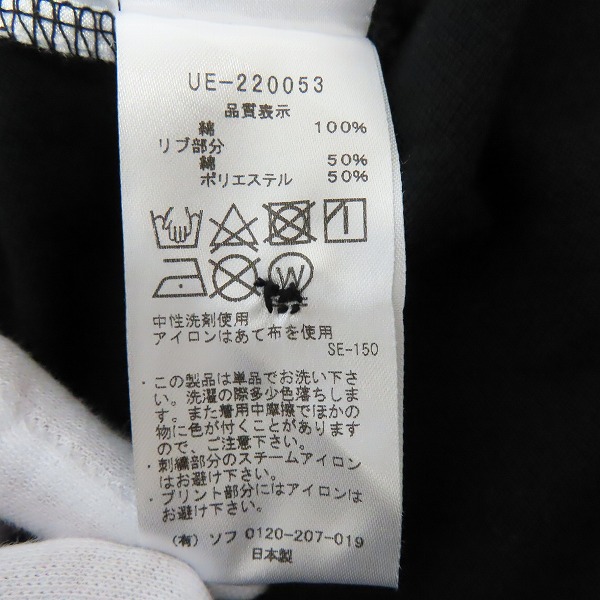 UE-220053
品質表示
綿 100%
リブ部分
綿 50%
ポリエステル 50%
W
中性洗剤使用
アイロンはあて布を使用
SE-150
・この製品は単品でお洗い下さ
い。洗濯の際多少色落ちしま
す。また着用中摩擦でほかの
物に色が付くことがあります
ので、ご注意下さい。
・刺繍部分のスチームアイロン
はお避け下さい。
・プリント部分にはアイロンは
お避け下さい。
(有) ソフ 0120-207-019
日本製